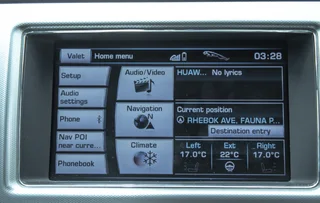 Valet
Home menu
03:28
Setup
Audio settings
Phone
Nav POI near curre...
Phonebook
Audio/Video
Navigation
Climate
HUAW... No lyrics
Current position
RHEBOK AVE, FAUNA P...
Destination entry
Left Ext Right
17.0°C 22°C 17.0°C